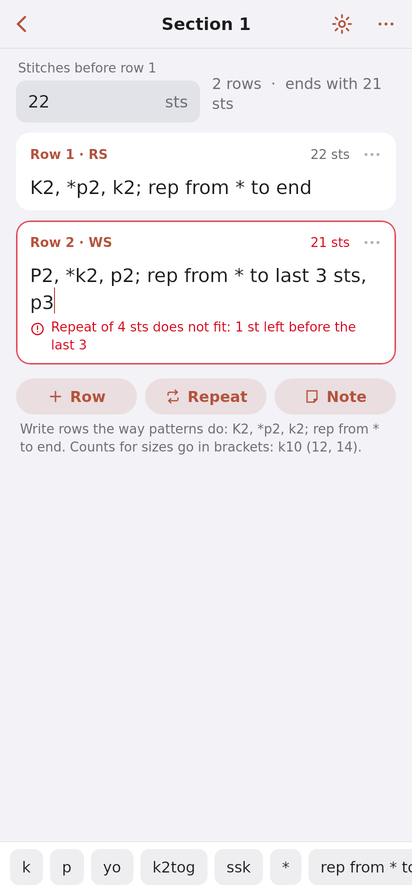 Section 1
Stitches before row 1
22 sts
2 rows · ends with 21
sts
Row 1 · RS 22 sts
K2, *p2, k2; rep from * to end
Row 2 · WS 21 sts
P2, *k2, p2; rep from * to last 3 sts,
p3
Repeat of 4 sts does not fit: 1 st left before the
last 3
Row Repeat Note
Write rows the way patterns do: K2, *p2, k2; rep from *
to end. Counts for sizes go in brackets: k10 (12, 14).
k p yo k2tog ssk * rep from * to